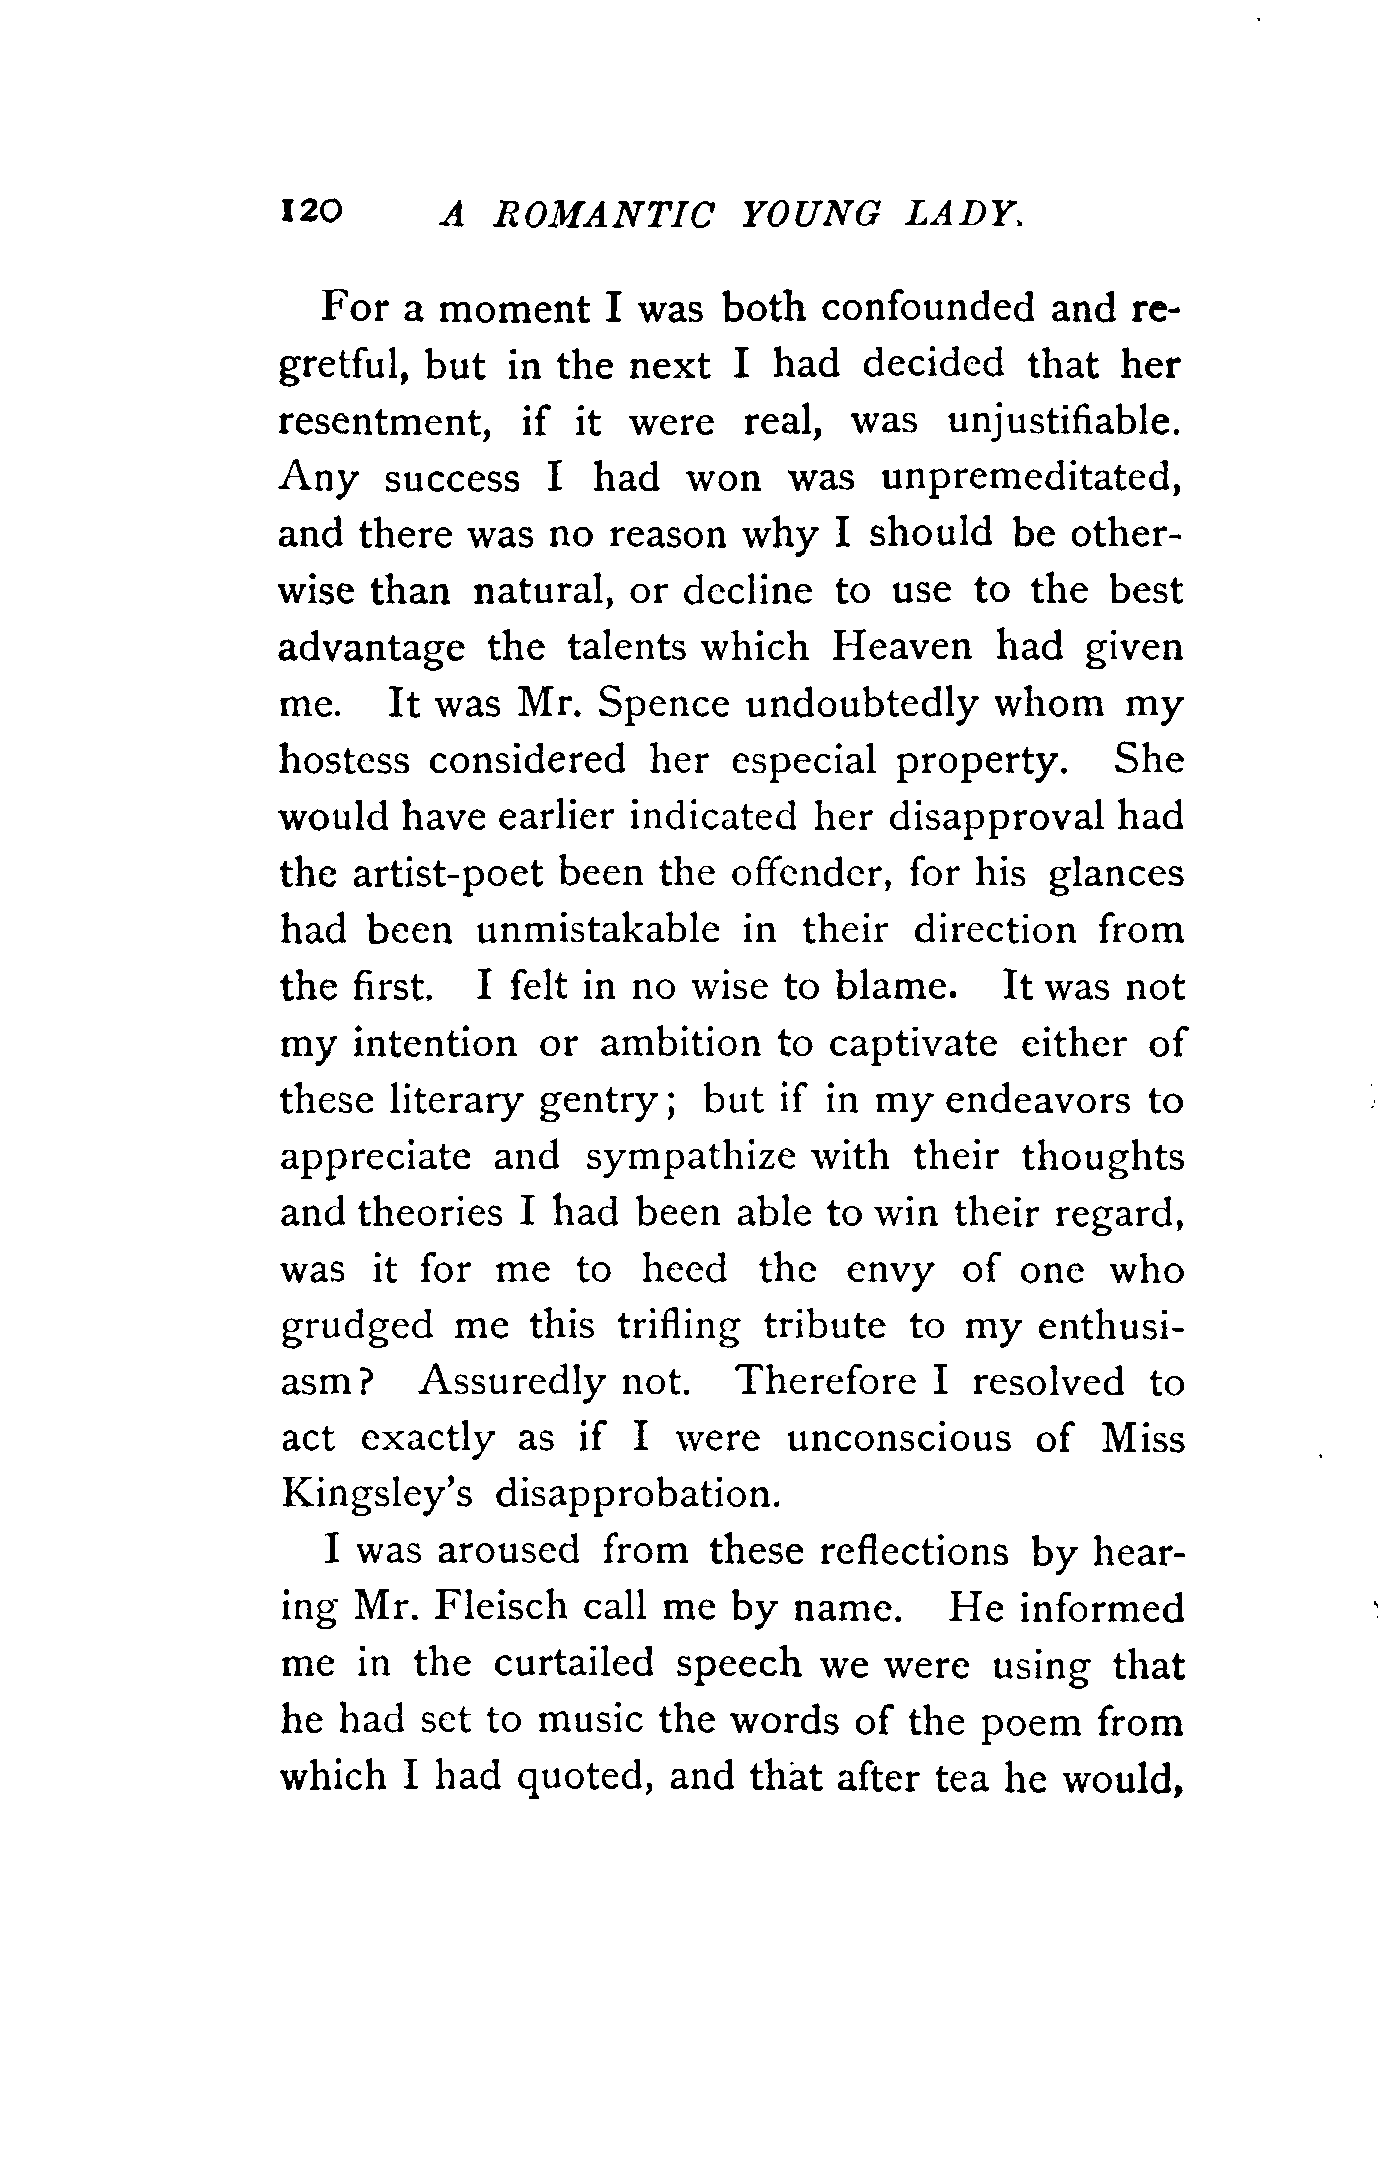 120 A ROMANTIC YOUNG LADY.
For a moment I was both confounded and re-
gretful, but in the next I had decided that her
resentment, if it were real, was unjustifiable.
Any success I had won was unpremeditated,
and there was no reason why I should be other-
wise than natural, or decline to use to the best
advantage the talents which Heaven had given
me. It was Mr. Spence undoubtedly whom my
hostess considered her especial property. She
would have earlier indicated her disapproval had
the artist-poet been the offender, for his glances
had been unmistakable in their direction from
the first. I felt in no wise to blame. It was not
my intention or ambition to captivate either of
these literary gentry; but if in my endeavors to
appreciate and sympathize with their thoughts
and theories I had been able to win their regard,
was it for me to heed the envy of one who
grudged me this trifling tribute to my enthusi-
asm? Assuredly not. Therefore I resolved to
act exactly as if I were unconscious of Miss
Kingsley's disapprobation.
I was aroused from these reflections by hear-
ing Mr. Fleisch call me by name. He informed
me in the curtailed speech we were using that
he had set to music the words of the poem from
which I had quoted, and that after tea he would,